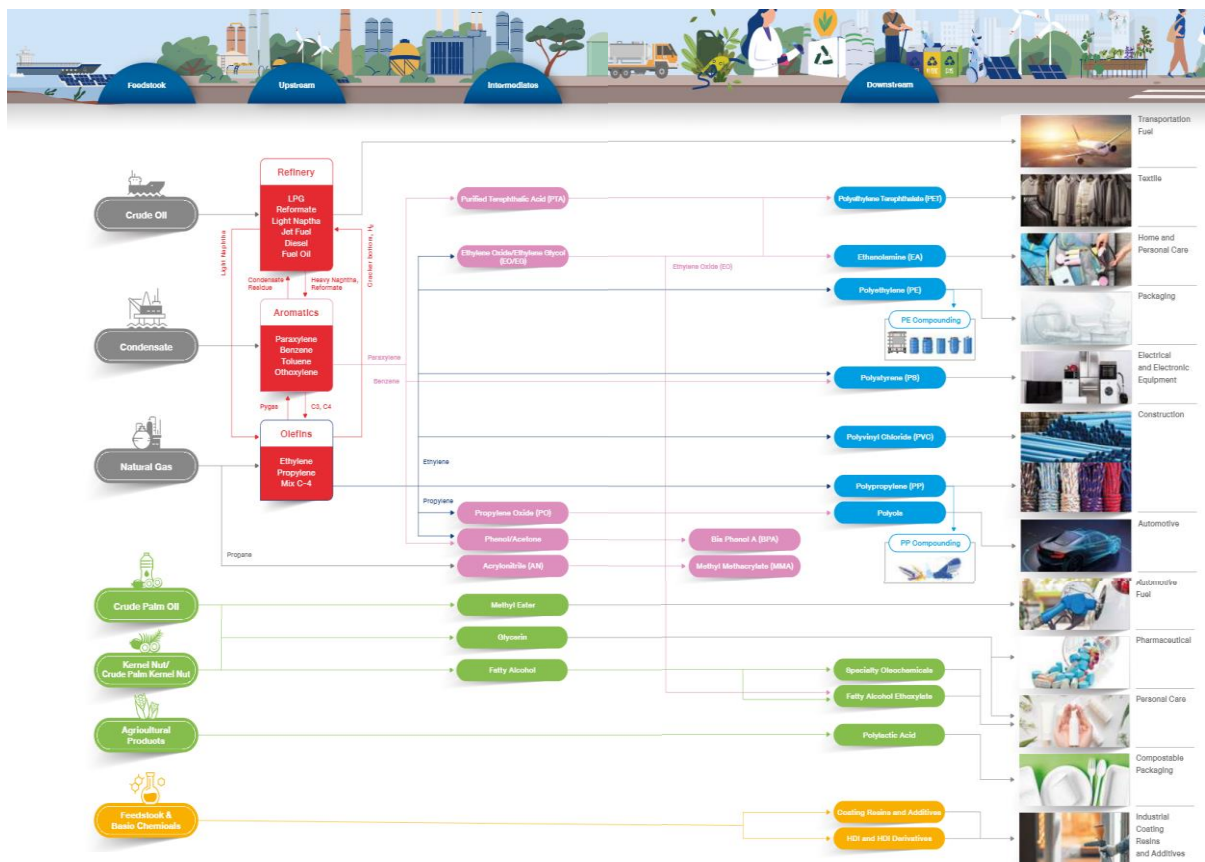 Feedstook
Upstream
Intermediates
Downstream
Transportation
Fuel
Refinery
LPG
Reformate
Light Naptha
Jet Fuel
Diesel
Fuel Oil
Crude Oil
Purified Terephthalic Acid (PTA)
Polyethylene Terephthalate (PET)
Textile
Light Naphtha
Cracker bottom, H₂
Ethylene Oxide/Ethylene Glycol
(EO/EG)
Ethylene Oxide (EO)
Ethanolamine (EA)
Home and
Personal Care
Condensate
Residue
Heavy Naphtha,
Reformate
Polyethylene (PE)
Packaging
PE Compounding
Aromatics
Paraxylene
Benzene
Toluene
Othoxylene
Condensate
Paraxylene
Benzene
Polystyrene (PS)
Electrical
and Electronic
Equipment
Pygas
C3, C4
Olefins
Ethylene
Propylene
Mix C-4
Natural Gas
Ethylene
Polyvinyl Chloride (PVC)
Construction
Propylene
Polypropylene (PP)
Propylene Oxide (PO)
Polyols
Phenol/Acetone
Bis Phenol A (BPA)
PP Compounding
Automotive
Propane
Acrylonitrile (AN)
Methyl Methacrylate (MMA)
Crude Palm Oil
Methyl Ester
Automotive
Fuel
Glycerin
Pharmaceutical
Kernel Nut/
Crude Palm Kernel Nut
Fatty Alcohol
Specialty Oleochemicals
Fatty Alcohol Ethoxylate
Personal Care
Agricultural
Products
Polylactic Acid
Compostable
Packaging
Feedstook &
Basic Chemicals
Coating Resins and Additives
HDI and HDI Derivatives
Industrial
Coating
Resins
and Additives